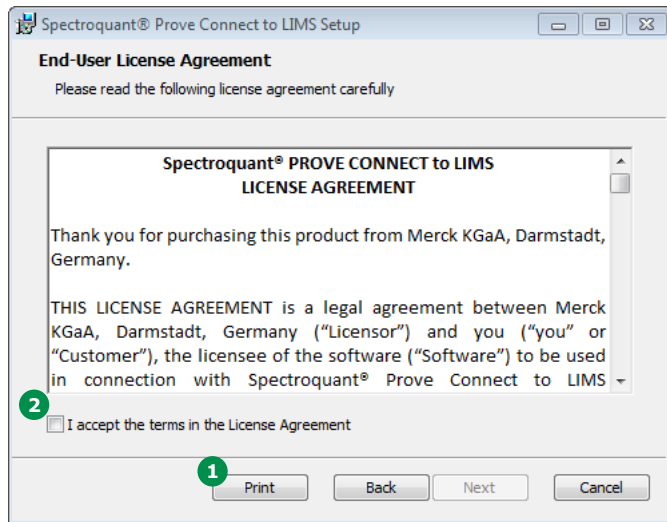 Spectroquant® Prove Connect to LIMS Setup
End-User License Agreement
Please read the following license agreement carefully
Spectroquant® PROVE CONNECT to LIMS
LICENSE AGREEMENT
Thank you for purchasing this product from Merck KGaA, Darmstadt,
Germany.
THIS LICENSE AGREEMENT is a legal agreement between Merck
KGaA, Darmstadt, Germany (“Licensor”) and you (“you” or
“Customer”), the licensee of the software (“Software”) to be used
in connection with Spectroquant® Prove Connect to LIMS
2
I accept the terms in the License Agreement
1
Print Back Next Cancel